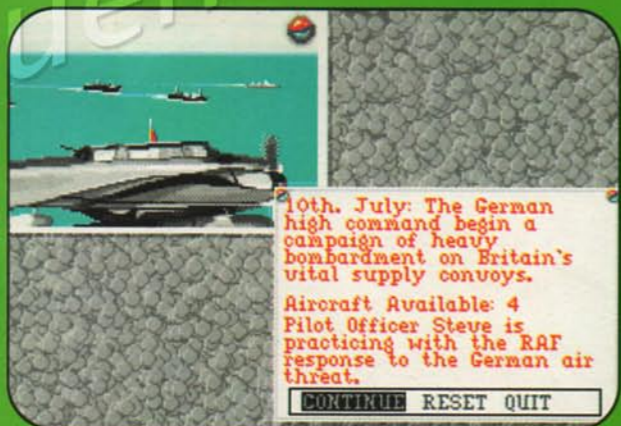 10th. July: The German
high command begin a
campaign of heavy
bombardment on Britain's
vital supply convoys.
Aircraft Available: 4
Pilot Officer Steve is
practicing with the RAF
response to the German air
threat.
CONTINUE RESET QUIT